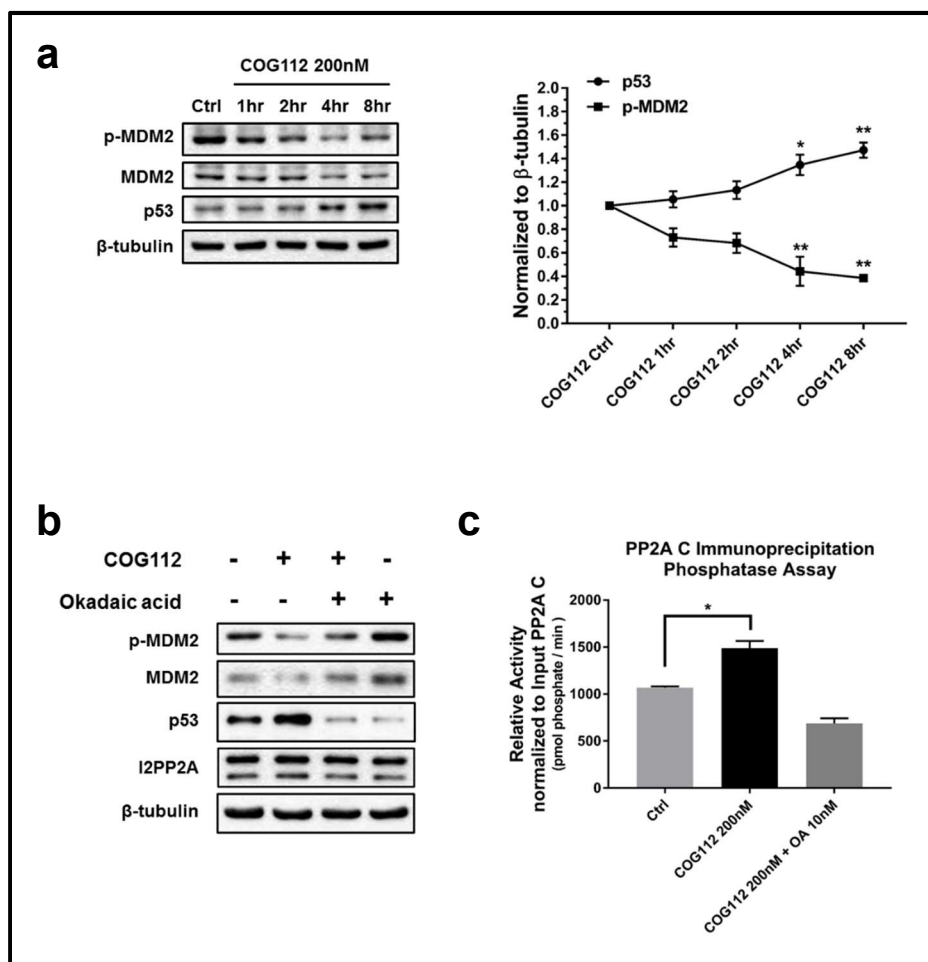 a
COG112 200nM
Ctrl 1hr 2hr 4hr 8hr
p-MDM2
MDM2
p53
β-tubulin
p53
p-MDM2
Normalized to β-tubulin
2.0
1.8
1.6
1.4
1.2
1.0
0.8
0.6
0.4
0.2
0.0
*
**
**
**
COG112 Ctrl
COG112 1hr
COG112 2hr
COG112 4hr
COG112 8hr
b
COG112 - + + -
Okadaic acid - - + +
p-MDM2
MDM2
p53
I2PP2A
β-tubulin
c
PP2A C Immunoprecipitation
Phosphatase Assay
Relative Activity
normalized to Input PP2A C
(pmol phosphate / min)
2000
1500
1000
500
0
*
Ctrl
COG112 200nM
COG112 200nM + OA 10nM